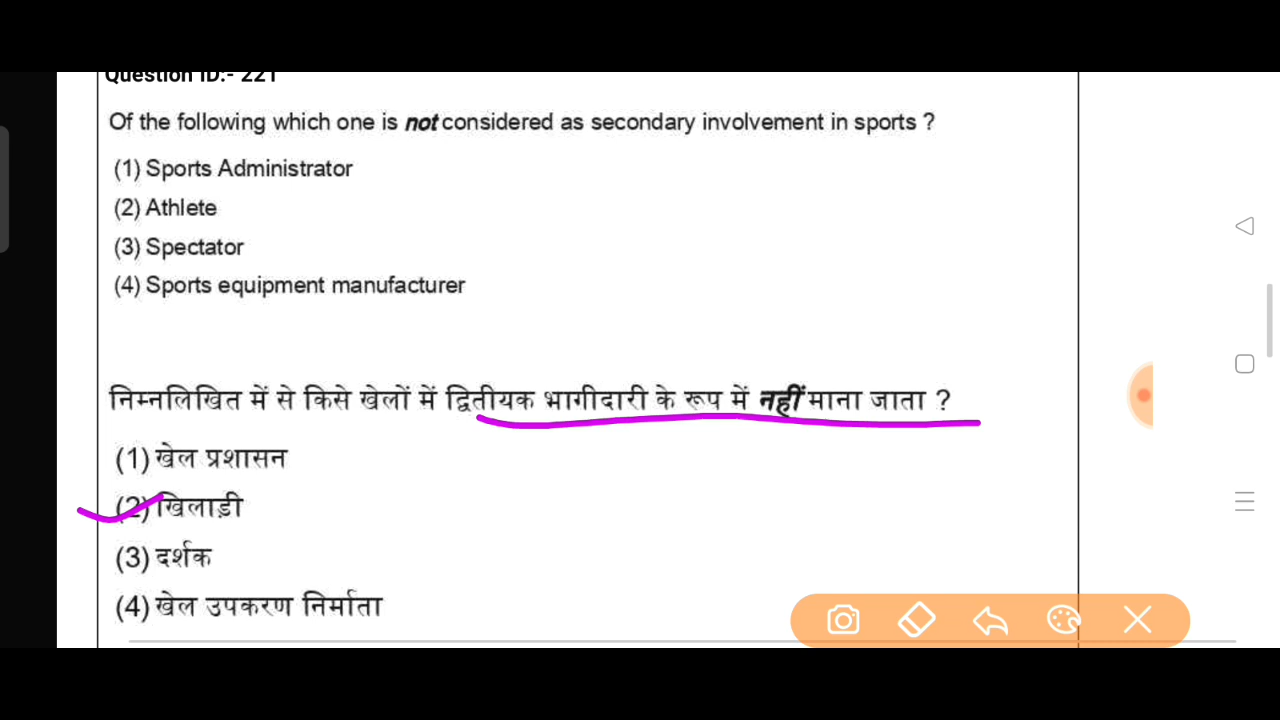 Question ID:- 221
Of the following which one is not considered as secondary involvement in sports ?
(1) Sports Administrator
(2) Athlete
(3) Spectator
(4) Sports equipment manufacturer
निम्नलिखित में से किसे खेलों में द्वितीयक भागीदारी के रूप में नहीं माना जाता ?
(1) खेल प्रशासन
(2) खिलाड़ी
(3) दर्शक
(4) खेल उपकरण निर्माता